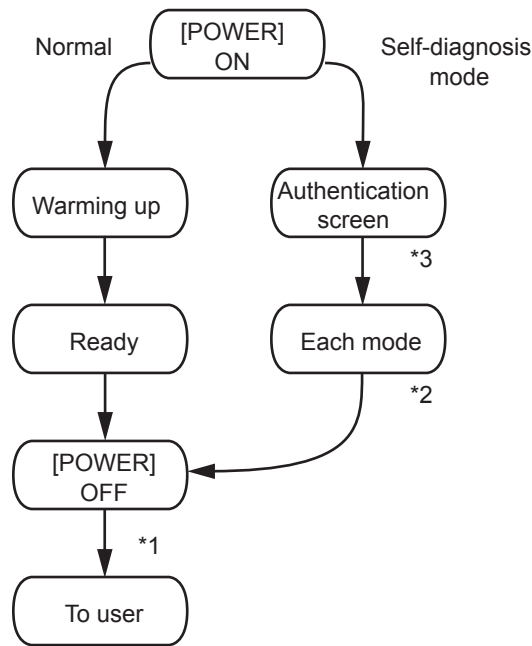 Normal
[POWER]
ON
Self-diagnosis
mode
Warming up
Authentication
screen
*3
Ready
Each mode
*2
[POWER]
OFF
*1
To user